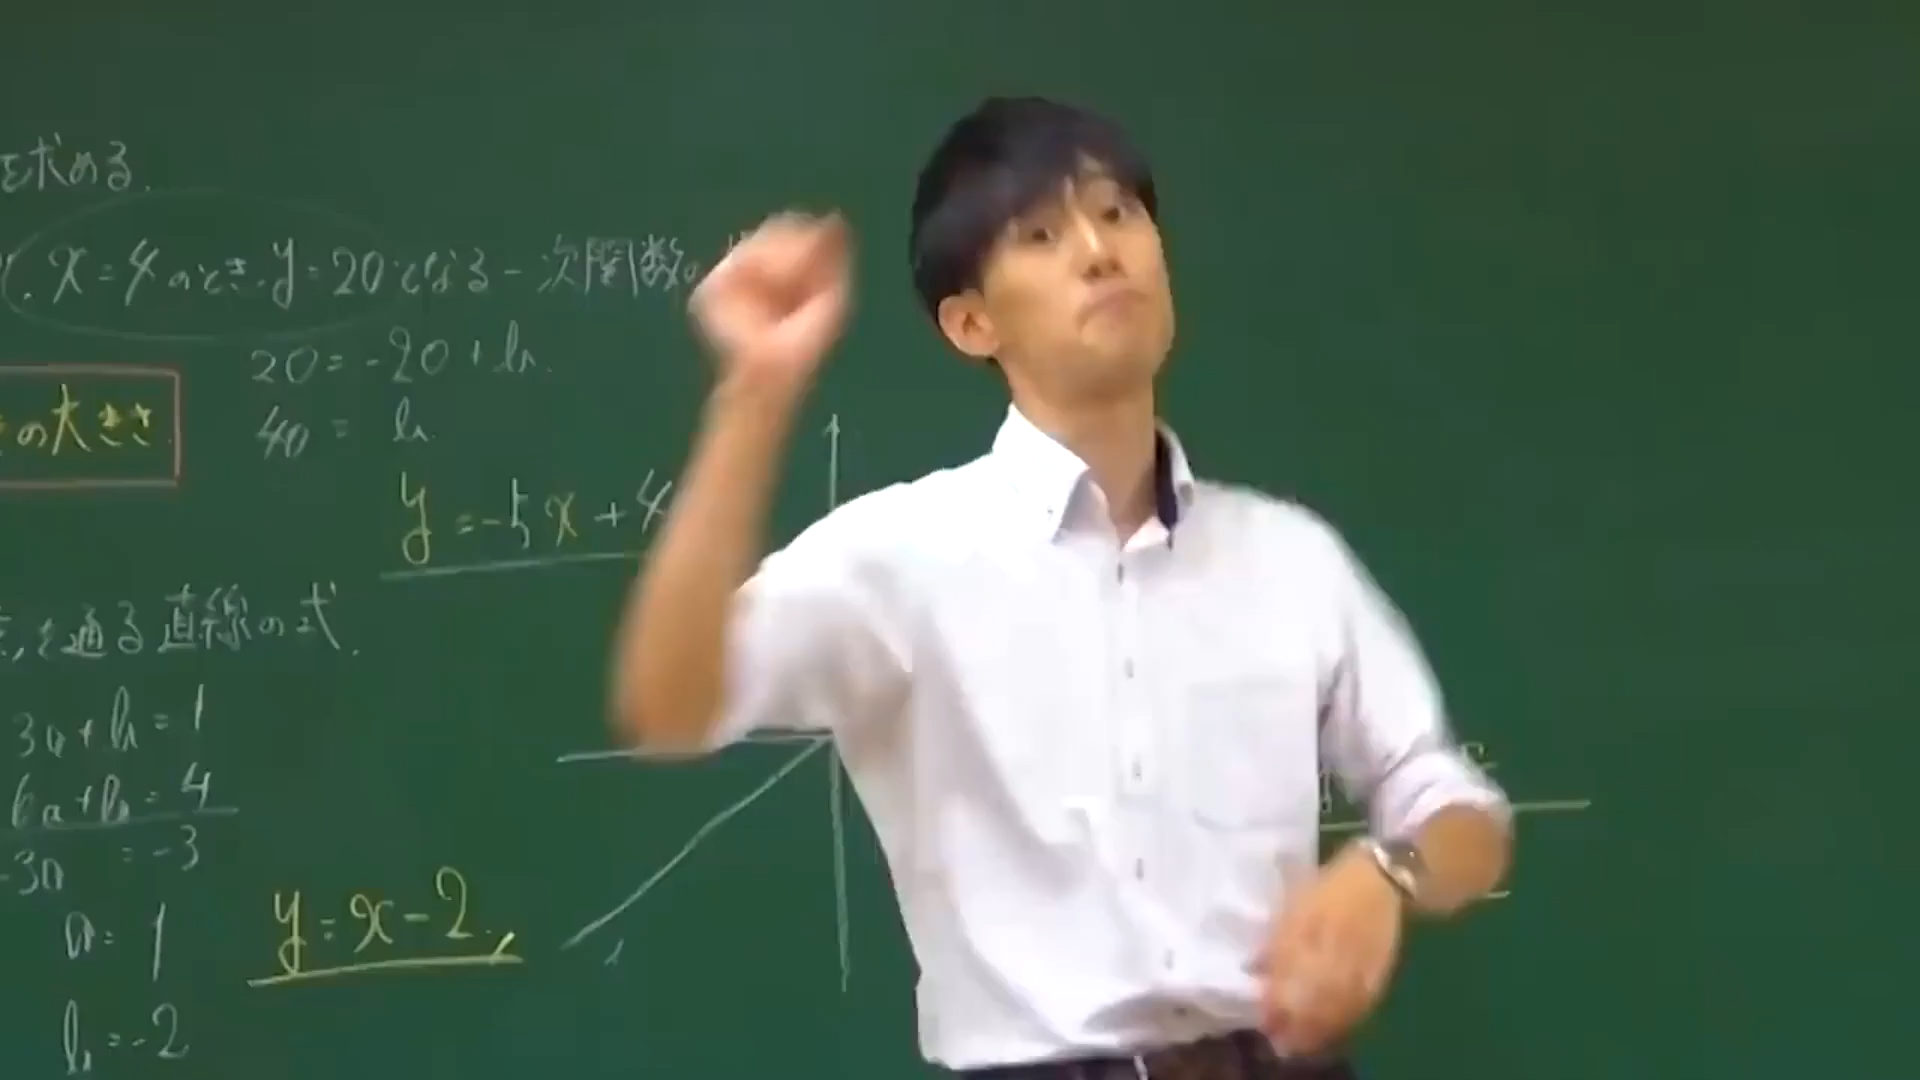 を求める.
x=4のとき.y=20となる一次関数
20=-20+b.
40=b.
の大きさ
y=-5x+4
を通る直線の式.
3a+b=1
6a+b=4
-3a =-3
a=1
y=x-2
b=-2